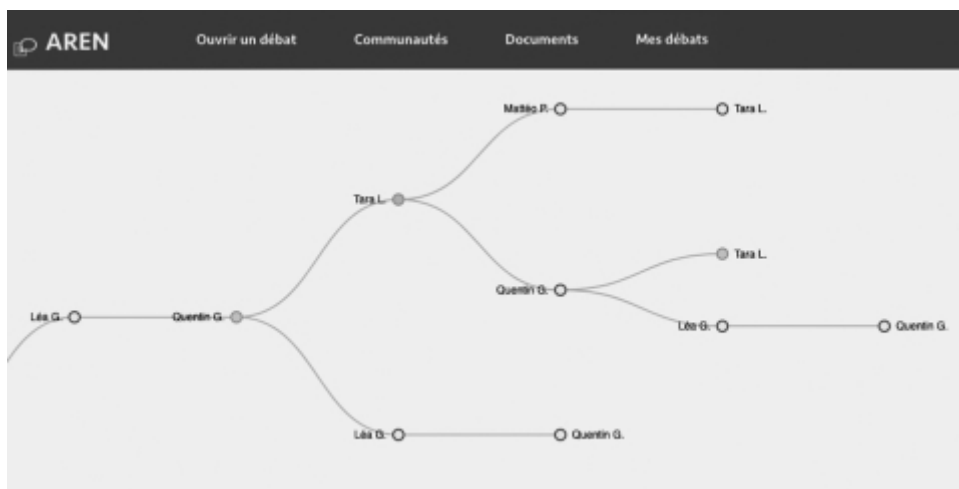 AREN Ouvrir un débat Communautés Documents Mes débats
Mattéo P. Tara L.
Tara L.
Tara L.
Quentin G.
Léa G. Quentin G.
Léa G. Quentin G.
Léa G. Quentin G.